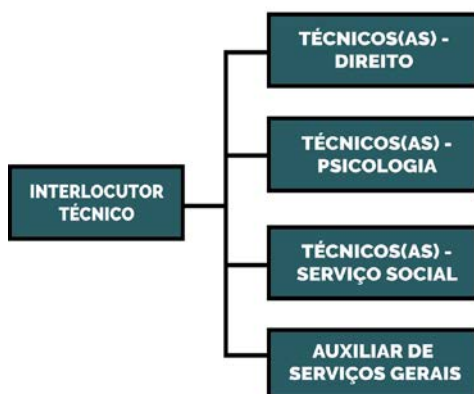 TÉCNICOS(AS) -
DIREITO
TÉCNICOS(AS) -
PSICOLOGIA
INTERLOCUTOR
TÉCNICO
TÉCNICOS(AS) -
SERVIÇO SOCIAL
AUXILIAR DE
SERVIÇOS GERAIS